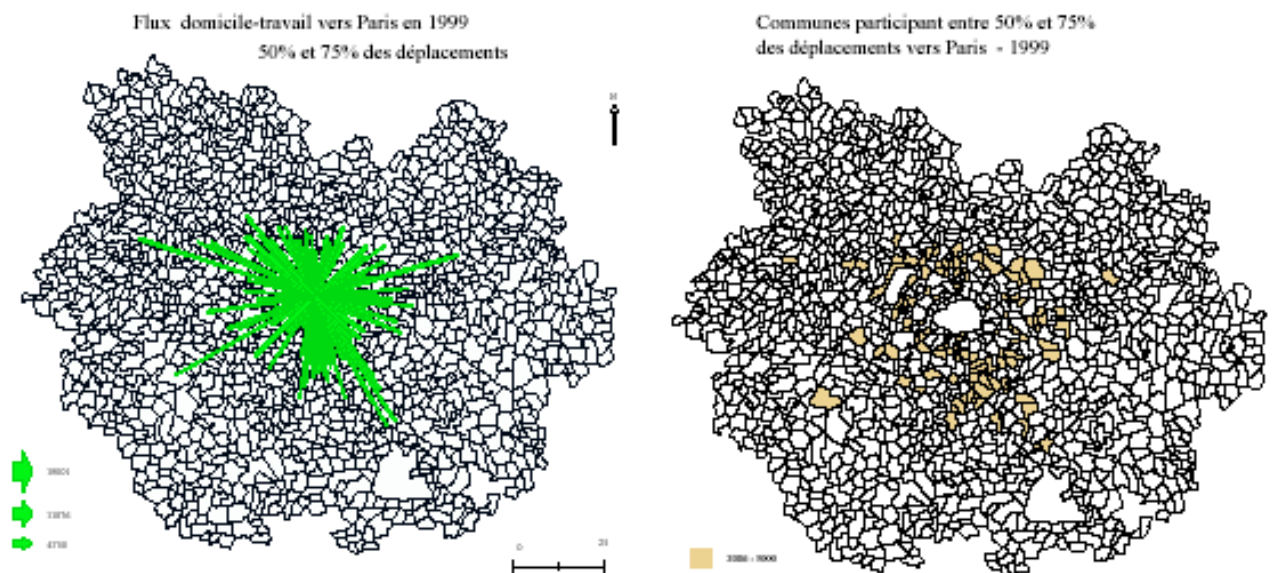 Flux domicile-travail vers Paris en 1999
50% et 75% des déplacements
Communes participant entre 50% et 75%
des déplacements vers Paris - 1999
N
0